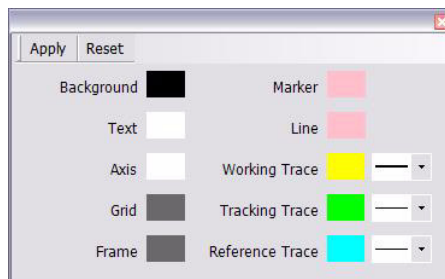 Apply Reset
Background Marker
Text Line
Axis Working Trace
Grid Tracking Trace
Frame Reference Trace